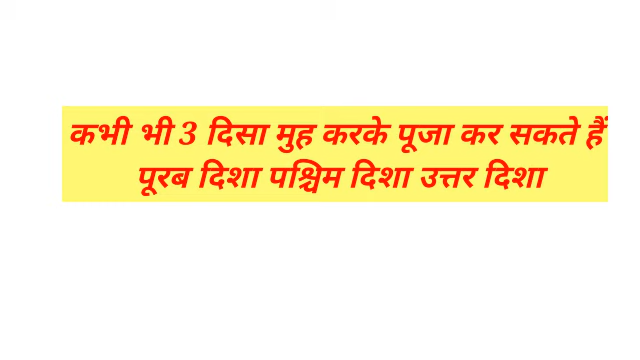 कभी भी 3 दिसा मुह करके पूजा कर सकते हैं
पूरब दिशा पश्चिम दिशा उत्तर दिशा